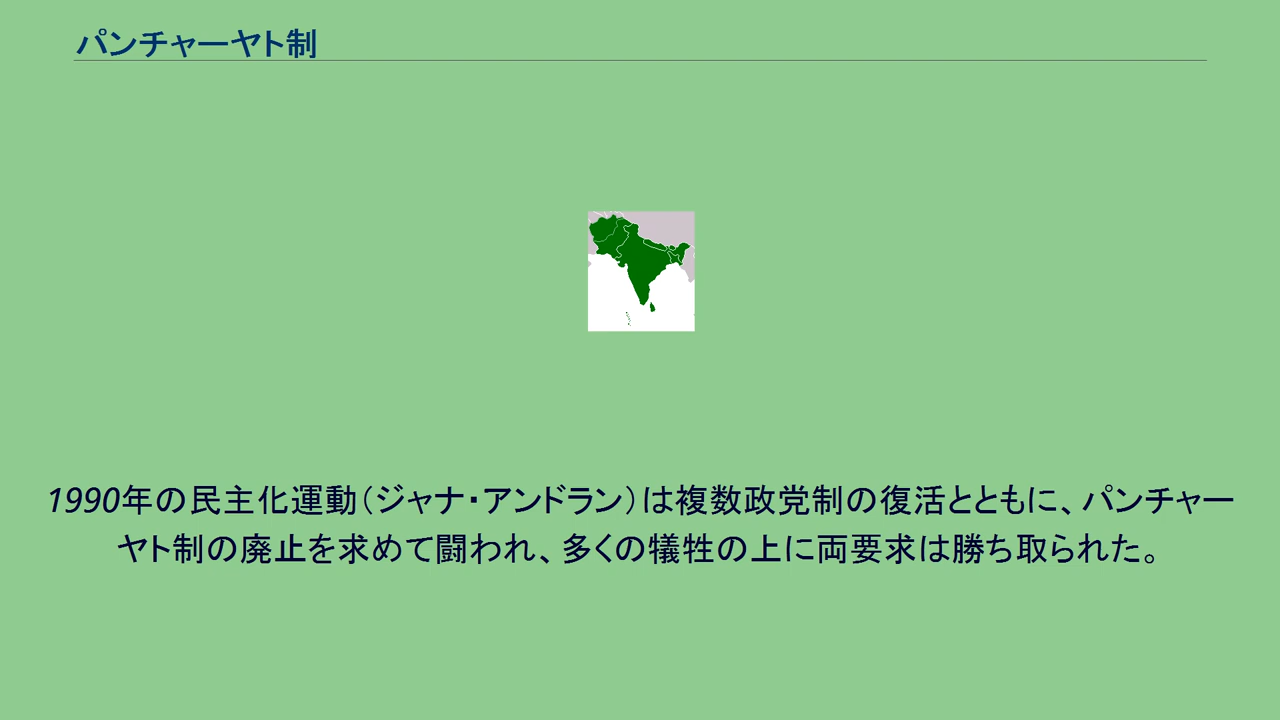 パンチャーヤト制
1990年の民主化運動（ジャナ・アンドラン）は複数政党制の復活とともに、パンチャー
ヤト制の廃止を求めて闘われ、多くの犠牲の上に両要求は勝ち取られた。